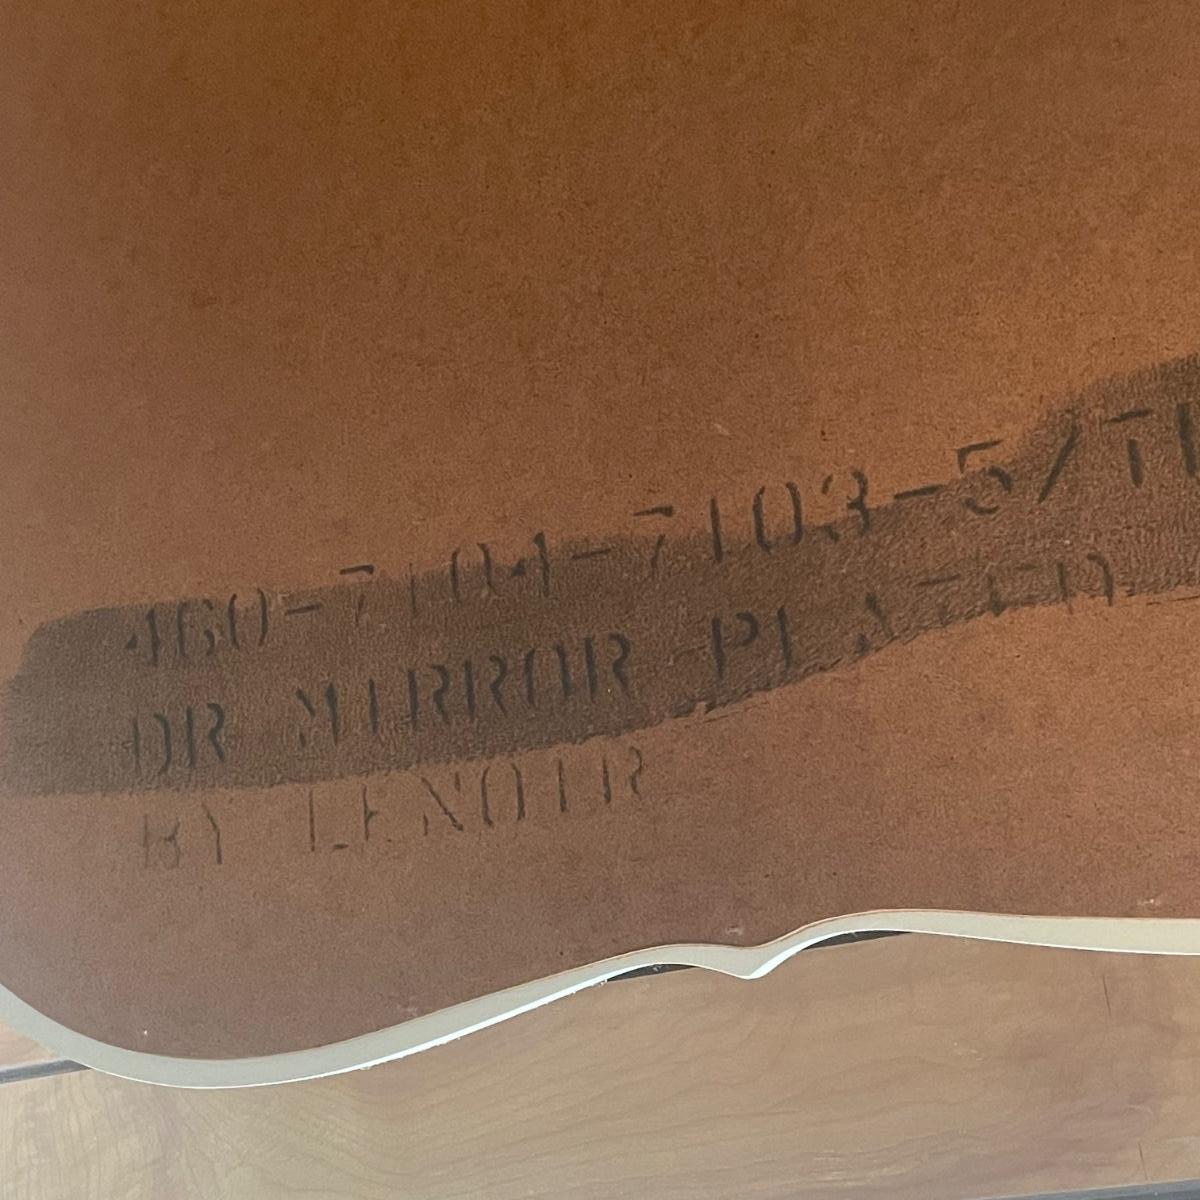 460-7104-7103-5/T
DR MIRROR PLATED
BY LENOIR